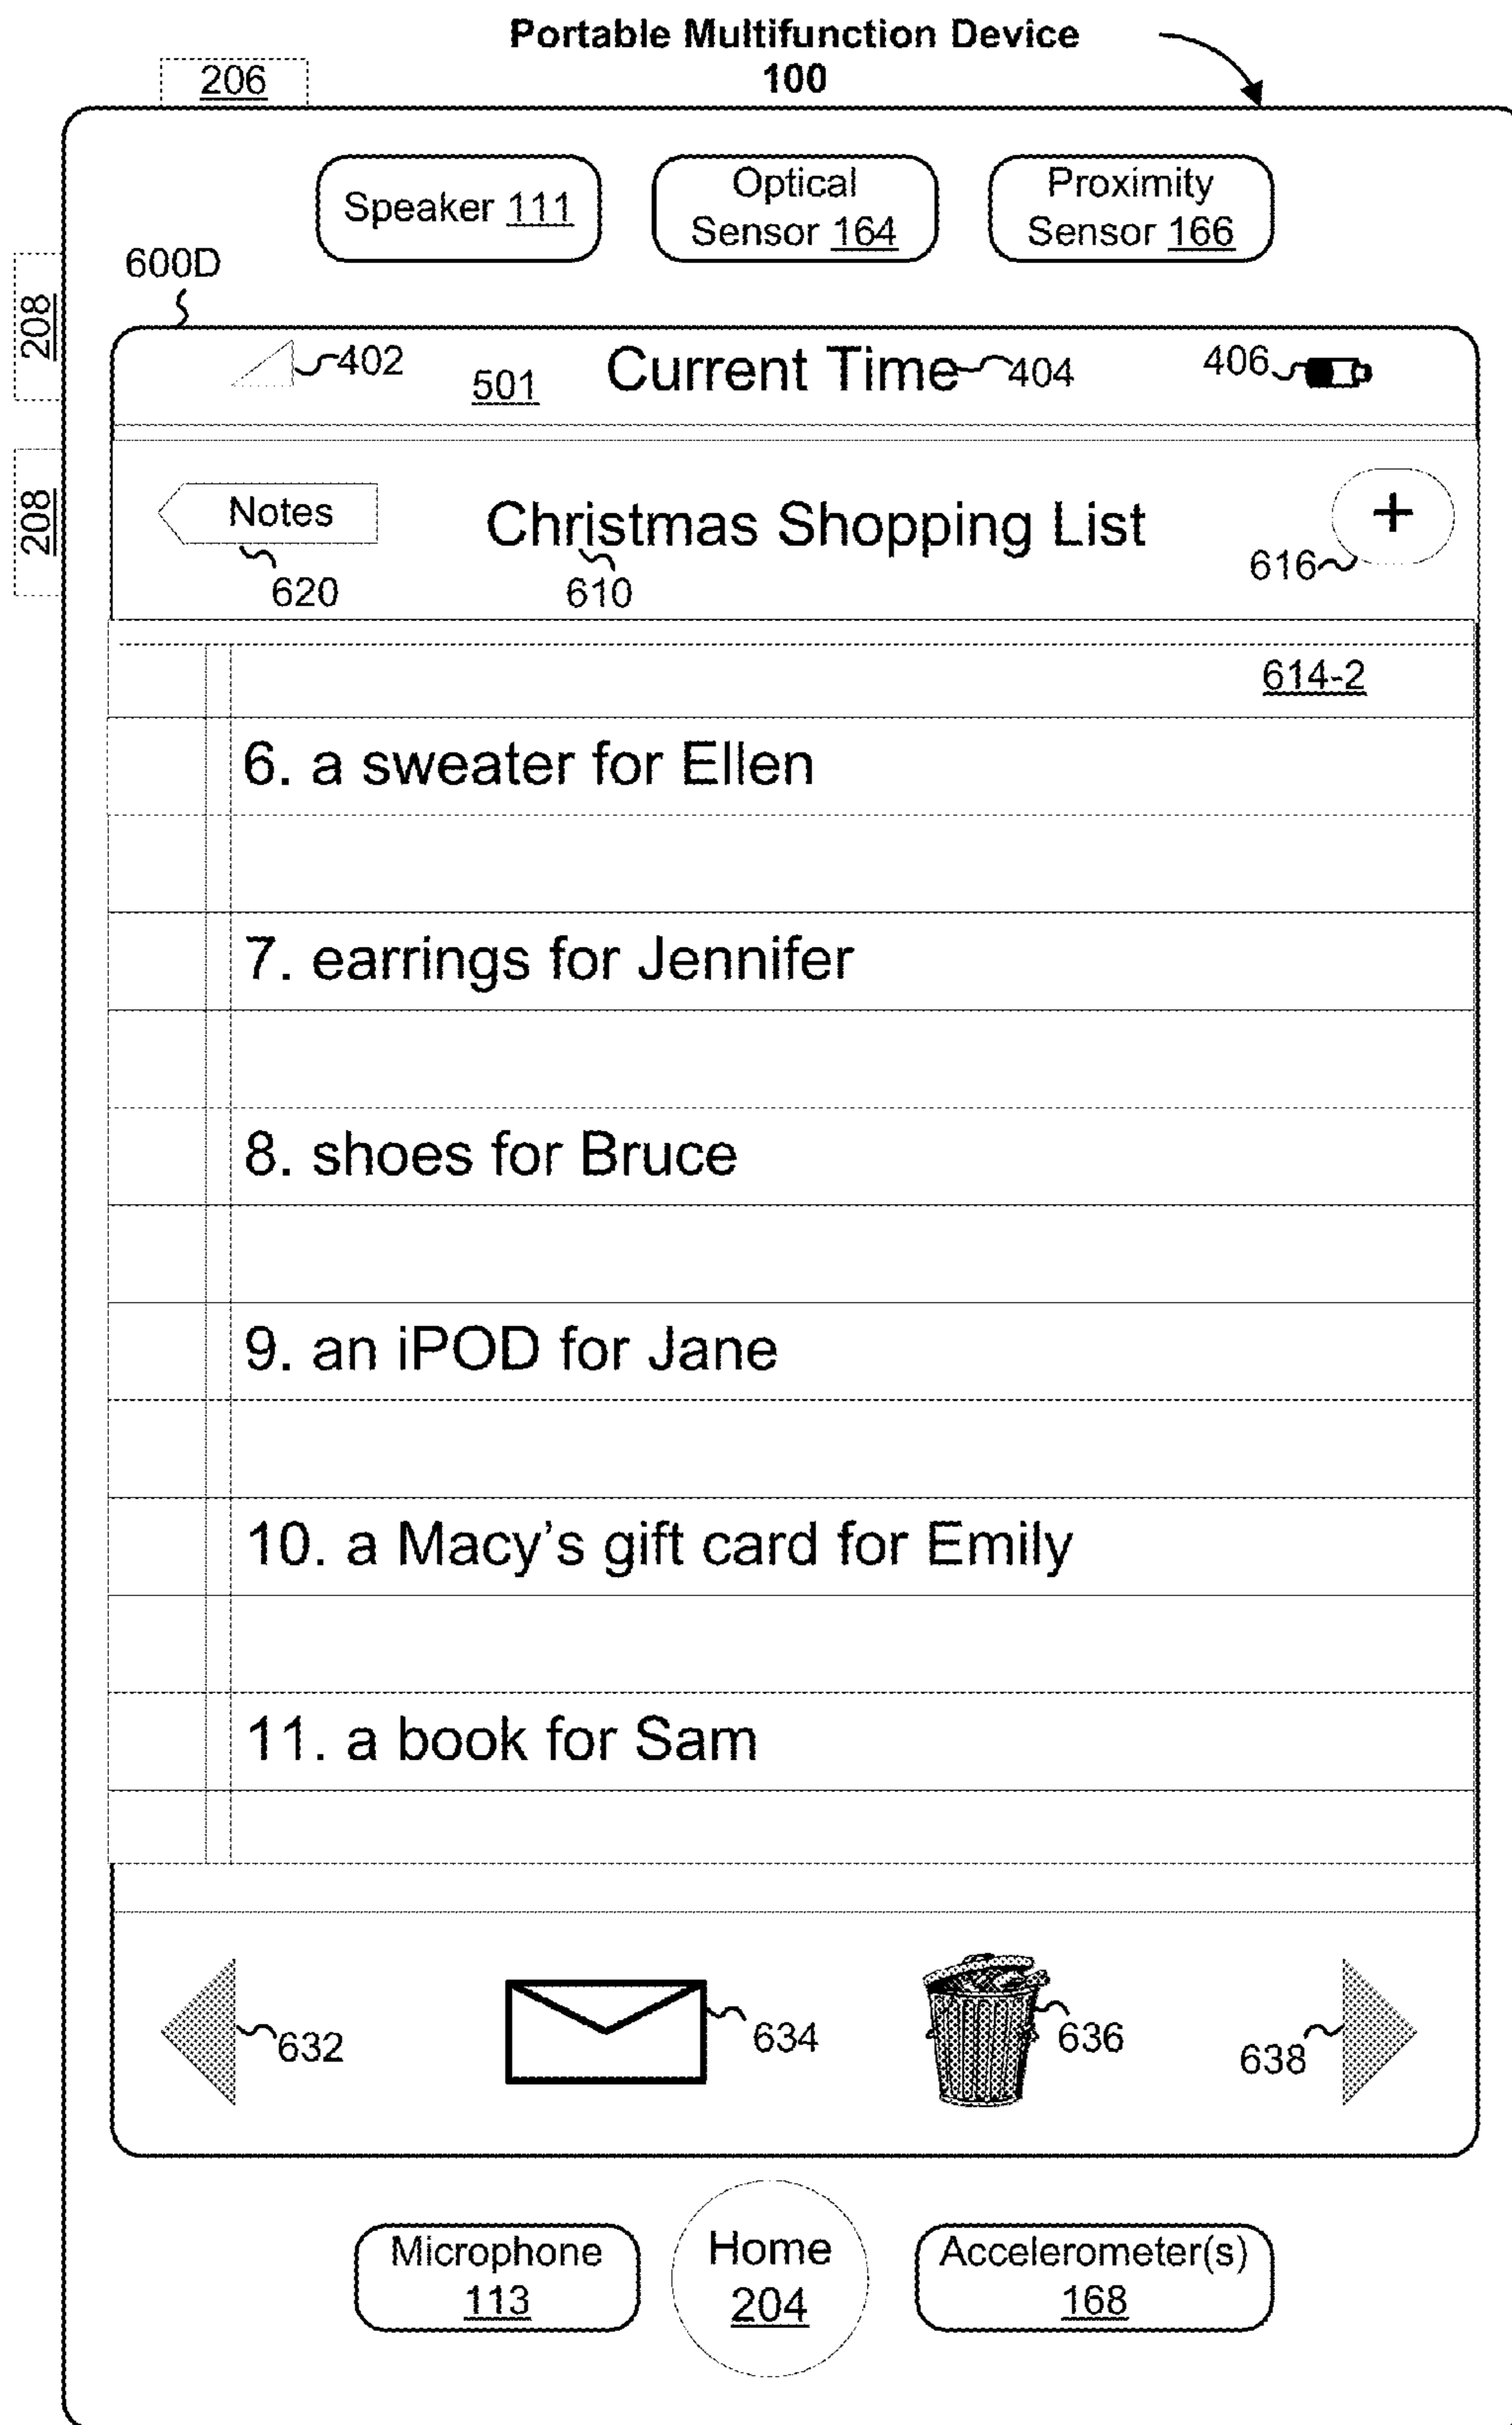 Portable Multifunction Device
100
206
Speaker 111
Optical
Sensor 164
Proximity
Sensor 166
208
600D
402
501
Current Time
404
406
208
Notes
Christmas Shopping List
+
620
610
616
614-2
6. a sweater for Ellen
7. earrings for Jennifer
8. shoes for Bruce
9. an iPOD for Jane
10. a Macy’s gift card for Emily
11. a book for Sam
632
634
636
638
Microphone
113
Home
204
Accelerometer(s)
168